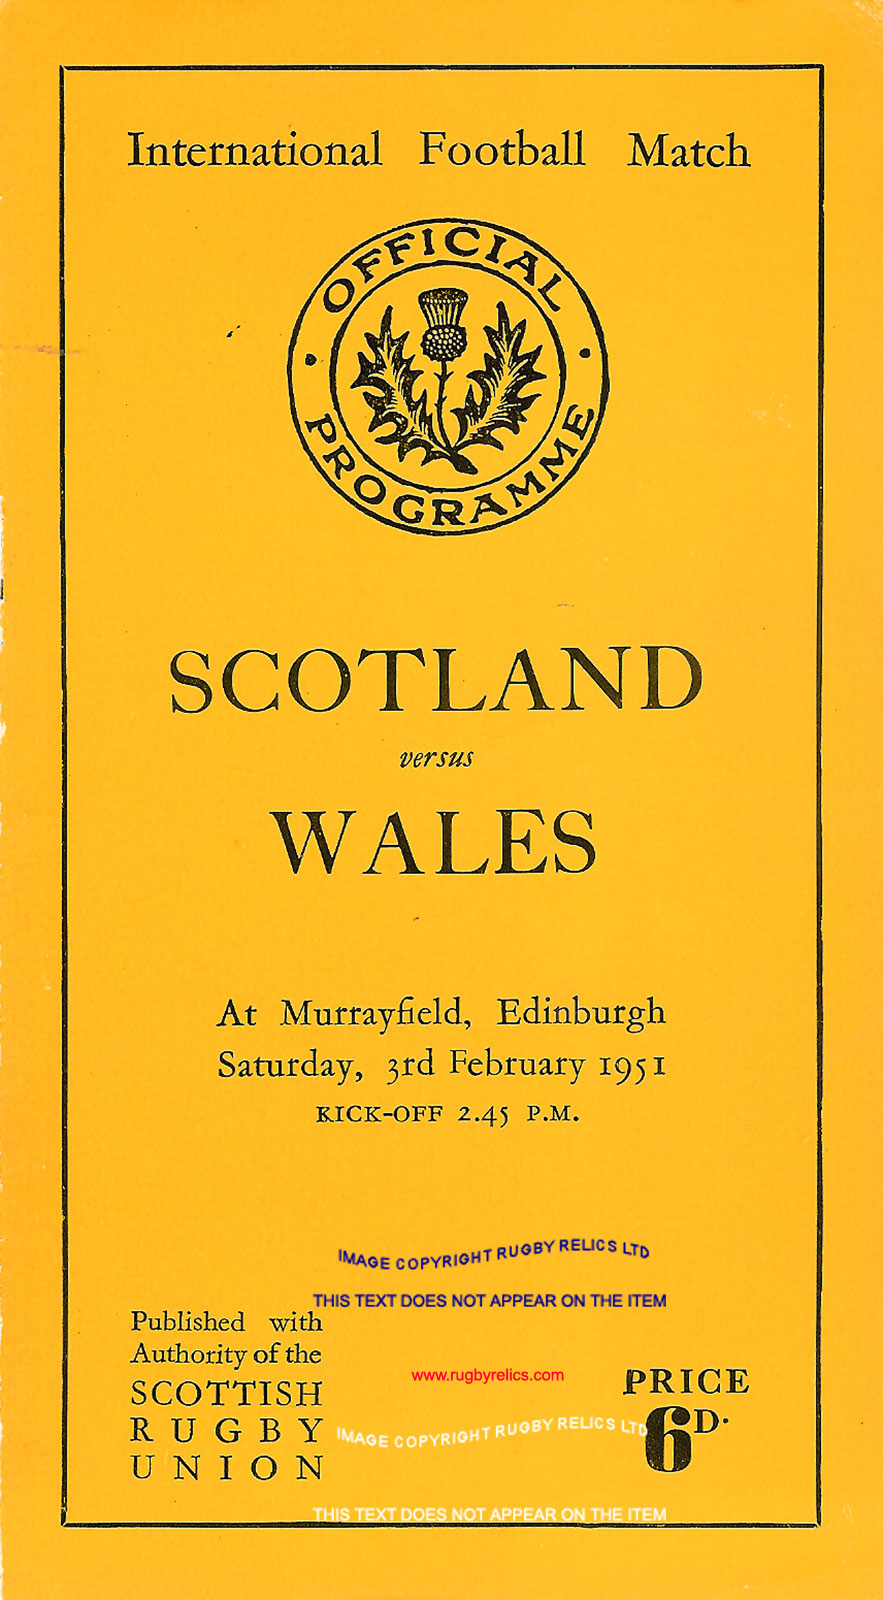 International Football Match
OFFICIAL
PROGRAMME
SCOTLAND
versus
WALES
At Murrayfield, Edinburgh
Saturday, 3rd February 1951
KICK-OFF 2.45 P.M.
IMAGE COPYRIGHT RUGBY RELICS LTD
THIS TEXT DOES NOT APPEAR ON THE ITEM
Published with
Authority of the
SCOTTISH
RUGBY
UNION
www.rugbyrelics.com
PRICE
6D.
IMAGE COPYRIGHT RUGBY RELICS LTD
THIS TEXT DOES NOT APPEAR ON THE ITEM